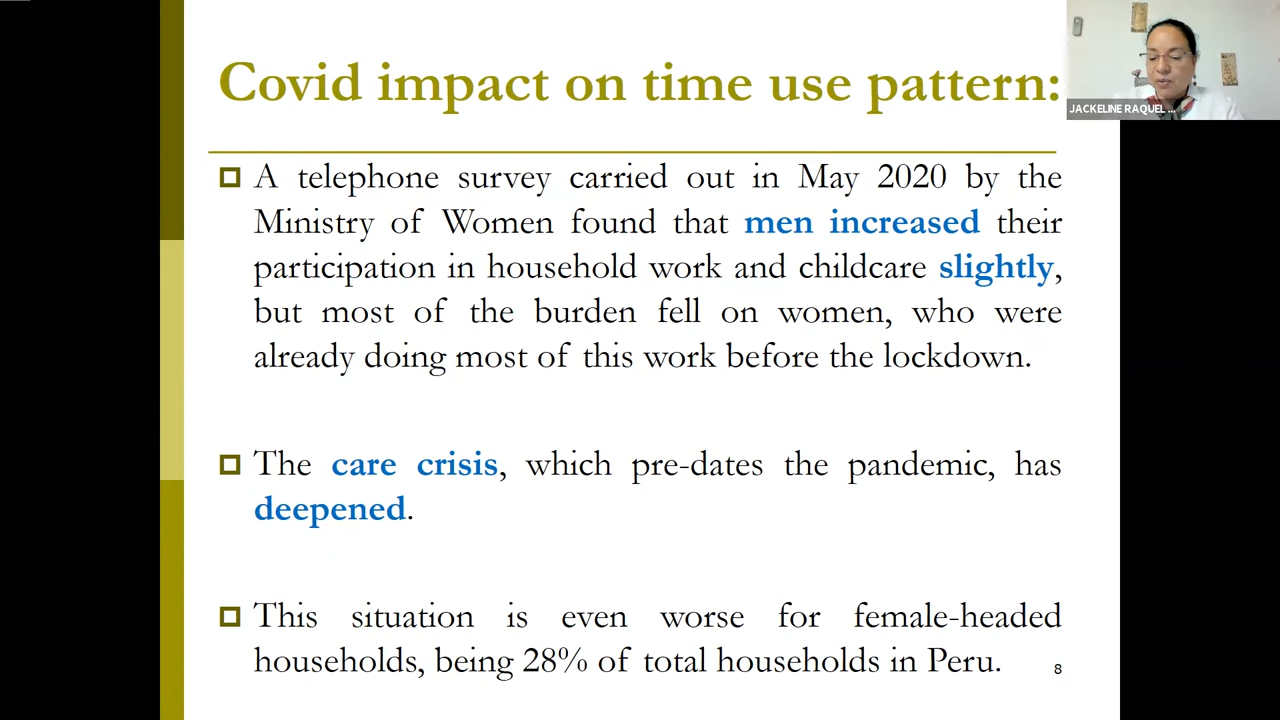 Covid impact on time use pattern:
JACKELINE RAQUEL ...
A telephone survey carried out in May 2020 by the
Ministry of Women found that men increased their
participation in household work and childcare slightly,
but most of the burden fell on women, who were
already doing most of this work before the lockdown.
The care crisis, which pre-dates the pandemic, has
deepened.
This situation is even worse for female-headed
households, being 28% of total households in Peru.
8